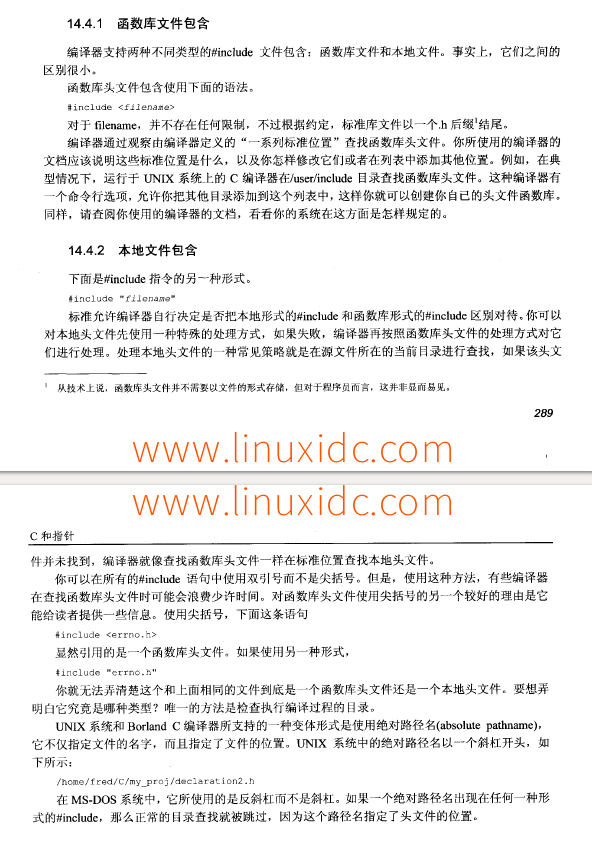 14.4.1 函数库文件包含
编译器支持两种不同类型的#include 文件包含：函数库文件和本地文件。事实上，它们之间的
区别很小。
函数库头文件包含使用下面的语法。
#include <filename>
对于 filename，并不存在任何限制，不过根据约定，标准库文件以一个.h 后缀¹结尾。
编译器通过观察由编译器定义的“一系列标准位置”查找函数库头文件。你所使用的编译器的
文档应该说明这些标准位置是什么，以及你怎样修改它们或者在列表中添加其他位置。例如，在典
型情况下，运行于 UNIX 系统上的 C 编译器在/user/include 目录查找函数库头文件。这种编译器有
一个命令行选项，允许你把其他目录添加到这个列表中，这样你就可以创建你自己的头文件函数库。
同样，请查阅你使用的编译器的文档，看看你的系统在这方面是怎样规定的。
14.4.2 本地文件包含
下面是#include 指令的另一种形式。
#include "filename"
标准允许编译器自行决定是否把本地形式的#include 和函数库形式的#include 区别对待。你可以
对本地头文件先使用一种特殊的处理方式，如果失败，编译器再按照函数库头文件的处理方式对它
们进行处理。处理本地头文件的一种常见策略就是在源文件所在的当前目录进行查找，如果该头文
¹ 从技术上说，函数库头文件并不需要以文件的形式存储，但对于程序员而言，这并非显而易见。
289
www.linuxidc.com
www.linuxidc.com
C 和指针
件并未找到，编译器就像查找函数库头文件一样在标准位置查找本地头文件。
你可以在所有的#include 语句中使用双引号而不是尖括号。但是，使用这种方法，有些编译器
在查找函数库头文件时可能会浪费少许时间。对函数库头文件使用尖括号的另一个较好的理由是它
能给读者提供一些信息。使用尖括号，下面这条语句
#include <errno.h>
显然引用的是一个函数库头文件。如果使用另一种形式，
#include "errno.h"
你就无法弄清楚这个和上面相同的文件到底是一个函数库头文件还是一个本地头文件。要想弄
明白它究竟是哪种类型？唯一的方法是检查执行编译过程的目录。
UNIX 系统和 Borland C 编译器所支持的一种变体形式是使用绝对路径名(absolute pathname)，
它不仅指定文件的名字，而且指定了文件的位置。UNIX 系统中的绝对路径名以一个斜杠开头，如
下所示：
/home/fred/C/my_proj/declaration2.h
在 MS-DOS 系统中，它所使用的是反斜杠而不是斜杠。如果一个绝对路径名出现在任何一种形
式的#include，那么正常的目录查找就被跳过，因为这个路径名指定了头文件的位置。